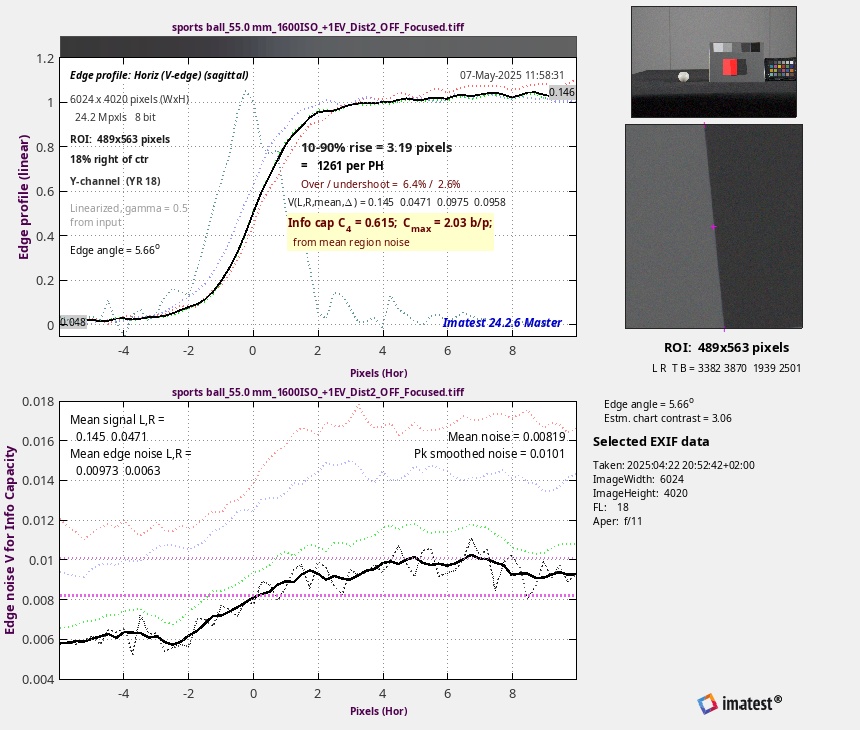 sports ball_55.0 mm_1600ISO_+1EV_Dist2_OFF_Focused.tiff
Edge profile: Horiz (V-edge) (sagittal)
07-May-2025 11:58:31
6024 x 4020 pixels (WxH)
24.2 Mpxls 8 bit
ROI: 489x563 pixels
18% right of ctr
Y-channel (YR 18)
Linearized, gamma = 0.5
from input
Edge angle = 5.66º
10-90% rise = 3.19 pixels
= 1261 per PH
Over / undershoot = 6.4% / 2.6%
V(L,R,mean,Δ) = 0.145 0.0471 0.0975 0.0958
Info cap C4 = 0.615; Cmax = 2.03 b/p;
from mean region noise
0.146
0.048
Imatest 24.2.6 Master
Edge profile (linear)
1.2
1
0.8
0.6
0.4
0.2
0
-4 -2 0 2 4 6 8
Pixels (Hor)
sports ball_55.0 mm_1600ISO_+1EV_Dist2_OFF_Focused.tiff
Mean signal L,R =
0.145 0.0471
Mean edge noise L,R =
0.00973 0.0063
Mean noise = 0.00819
Pk smoothed noise = 0.0101
Edge noise V for Info Capacity
0.018
0.016
0.014
0.012
0.01
0.008
0.006
0.004
-4 -2 0 2 4 6 8
Pixels (Hor)
ROI: 489x563 pixels
L R T B = 3382 3870 1939 2501
Edge angle = 5.66º
Estm. chart contrast = 3.06
Selected EXIF data
Taken: 2025:04:22 20:52:42+02:00
ImageWidth: 6024
ImageHeight: 4020
FL: 18
Aper: f/11
imatest®